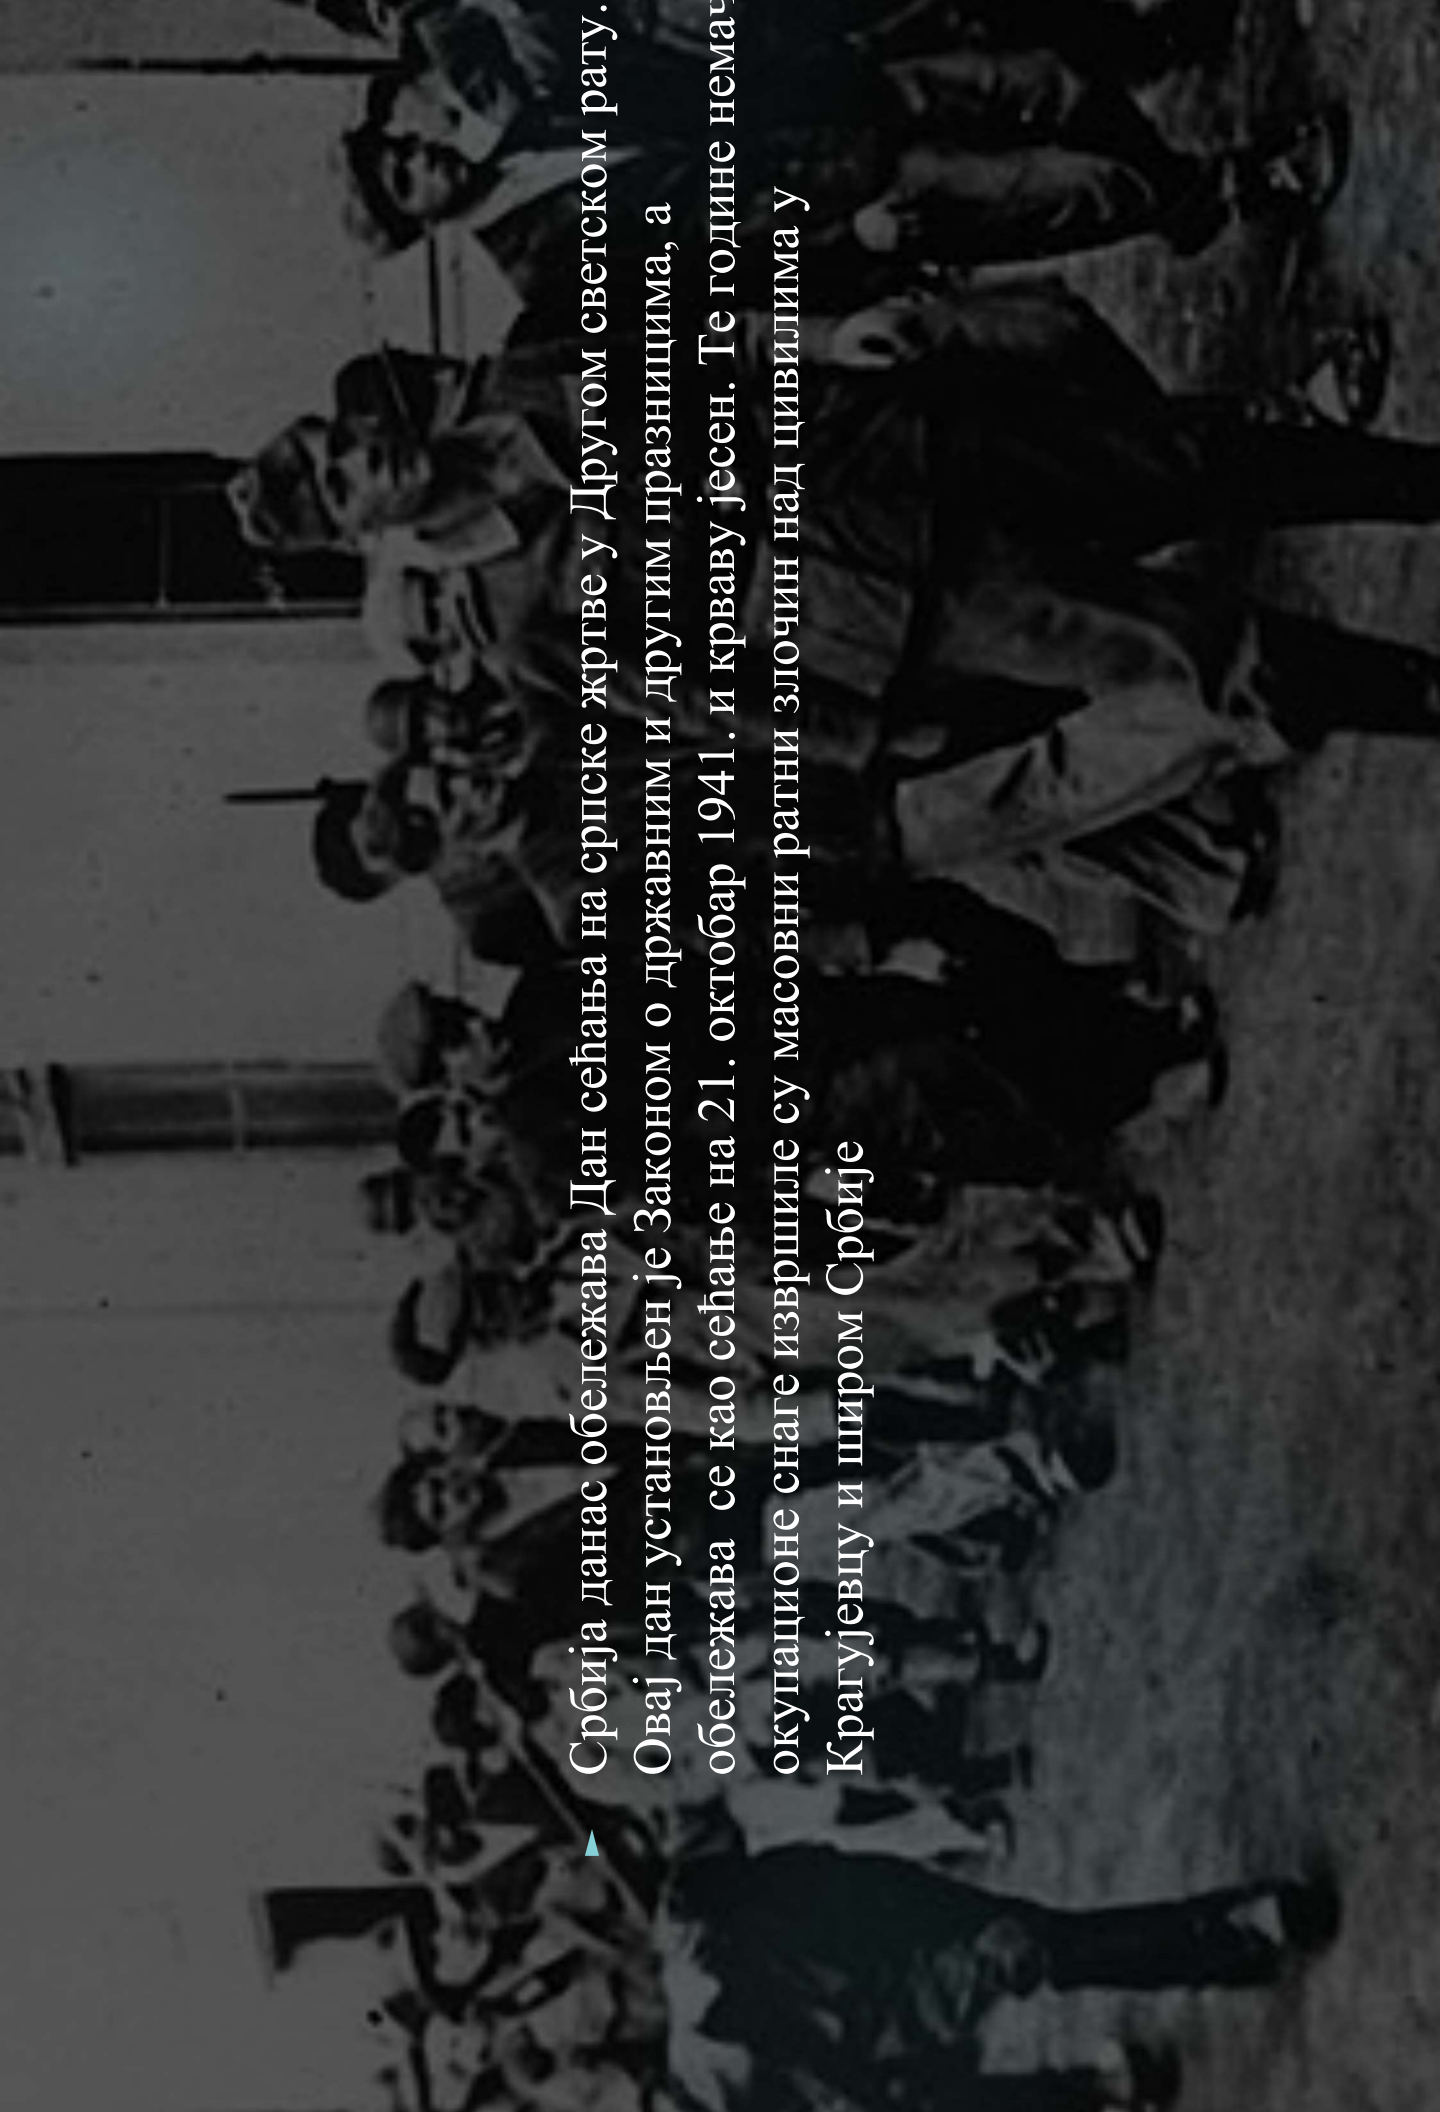 Србија данас обележава Дан сећања на српске жртве у Другом светском рату.
Овај дан установљен је Законом о државним и другим празницима, а
обележава се као сећање на 21. октобар 1941. и крваву јесен. Те године
окупационе снаге извршиле су масовни ратни злочин над цивилима у
Крагујевцу и широм Србије